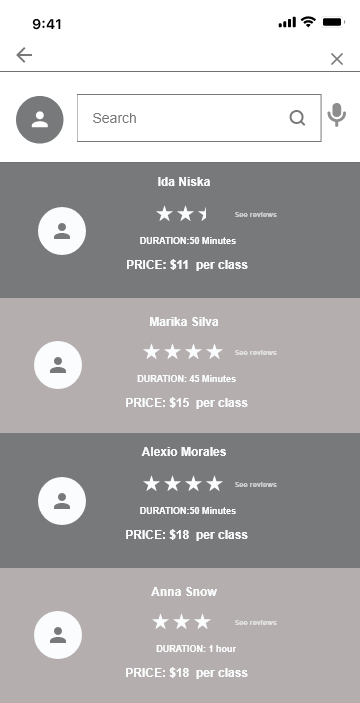 9:41
Search
Ida Niska
See reviews
DURATION:50 Minutes
PRICE: $11 per class
Marika Silva
See reviews
DURATION: 45 Minutes
PRICE: $15 per class
Alexio Morales
See reviews
DURATION:50 Minutes
PRICE: $18 per class
Anna Snow
See reviews
DURATION: 1 hour
PRICE: $18 per class